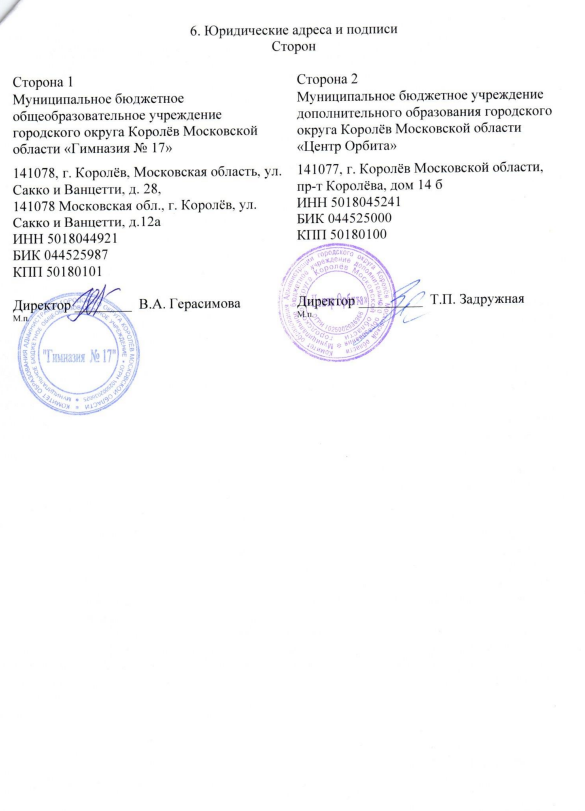 6. Юридические адреса и подписи
Сторон
Сторона 1
Муниципальное бюджетное
общеобразовательное учреждение
городского округа Королёв Московской
области «Гимназия № 17»
141078, г. Королёв, Московская область, ул.
Сакко и Ванцетти, д. 28,
141078 Московская обл., г. Королёв, ул.
Сакко и Ванцетти, д.12а
ИНН 5018044921
БИК 044525987
КПП 50180101
Директор В.А. Герасимова
М.п.
"Гимназия № 17"
Сторона 2
Муниципальное бюджетное учреждение
дополнительного образования городского
округа Королёв Московской области
«Центр Орбита»
141077, г. Королёв Московской области,
пр-т Королёва, дом 14 б
ИНН 5018045241
БИК 044525000
КПП 50180100
Директор Т.П. Задружная
М.п.